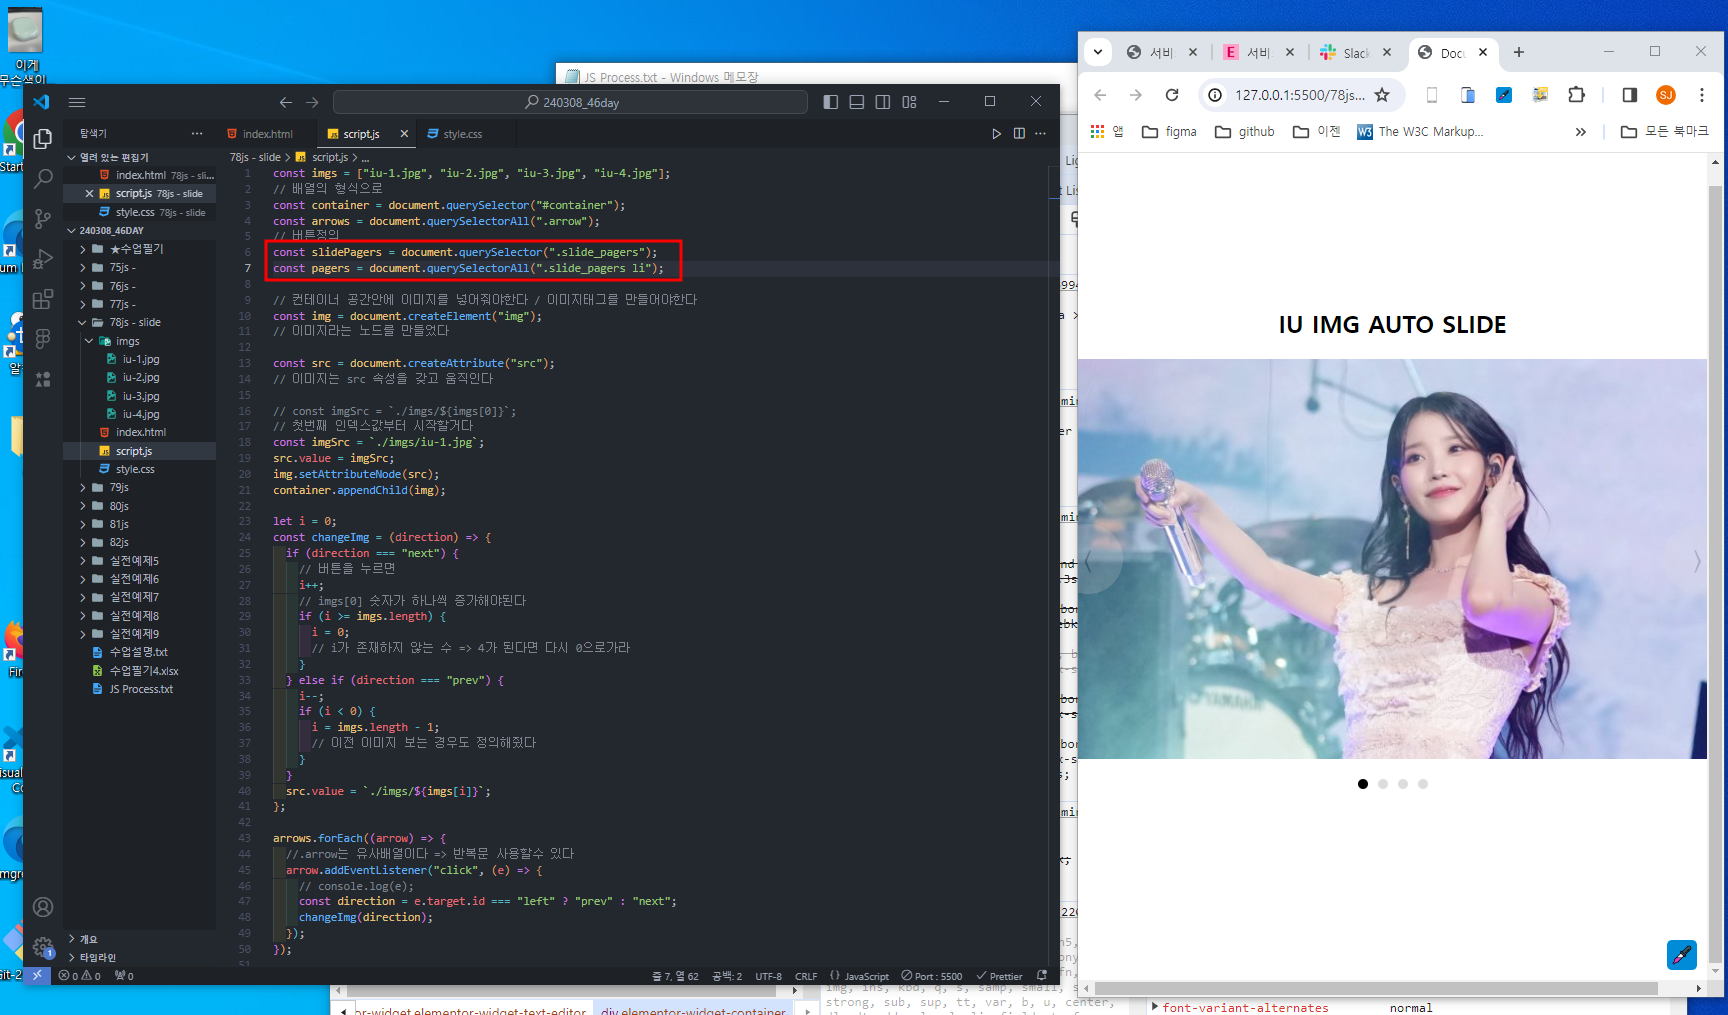 이게
무슨색이
JS Process.txt - Windows 메모장
240308_46day
탐색기
열려 있는 편집기
index.html 78js - sli...
script.js 78js - slide
style.css 78js - slide
240308_46DAY
★수업필기
75js -
76js -
77js -
78js - slide
imgs
iu-1.jpg
iu-2.jpg
iu-3.jpg
iu-4.jpg
index.html
script.js
style.css
79js
80js
81js
82js
실전예제5
실전예제6
실전예제7
실전예제8
실전예제9
수업설명.txt
수업필기4.xlsx
JS Process.txt
개요
타임라인
index.html
script.js
style.css
78js - slide > script.js > ...
1 const imgs = ["iu-1.jpg", "iu-2.jpg", "iu-3.jpg", "iu-4.jpg"];
2 // 배열의 형식으로
3 const container = document.querySelector("#container");
4 const arrows = document.querySelectorAll(".arrow");
5 // 버튼정의
6 const slidePagers = document.querySelector(".slide_pagers");
7 const pagers = document.querySelectorAll(".slide_pagers li");
8
9 // 컨테이너 공간안에 이미지를 넣어줘야한다 / 이미지태그를 만들어야한다
10 const img = document.createElement("img");
11 // 이미지라는 노드를 만들었다
12
13 const src = document.createAttribute("src");
14 // 이미지는 src 속성을 갖고 움직인다
15
16 // const imgSrc = `./imgs/${imgs[0]}`;
17 // 첫번째 인덱스값부터 시작할거다
18 const imgSrc = `./imgs/iu-1.jpg`;
19 src.value = imgSrc;
20 img.setAttributeNode(src);
21 container.appendChild(img);
22
23 let i = 0;
24 const changeImg = (direction) => {
25 if (direction === "next") {
26 // 버튼을 누르면
27 i++;
28 // imgs[0] 숫자가 하나씩 증가해야된다
29 if (i >= imgs.length) {
30 i = 0;
31 // i가 존재하지 않는 수 => 4가 된다면 다시 0으로가라
32 }
33 } else if (direction === "prev") {
34 i--;
35 if (i < 0) {
36 i = imgs.length - 1;
37 // 이전 이미지 보는 경우도 정의해줬다
38 }
39 }
40 src.value = `./imgs/${imgs[i]}`;
41 };
42
43 arrows.forEach((arrow) => {
44 //.arrow는 유사배열이다 => 반복문 사용할수 있다
45 arrow.addEventListener("click", (e) => {
46 // console.log(e);
47 const direction = e.target.id === "left" ? "prev" : "next";
48 changeImg(direction);
49 });
50 });
51
0 0 0
줄 7, 열 62
공백: 2
UTF-8
CRLF
{} JavaScript
Port : 5500
Prettier
서비
서비
Slack
Docu
127.0.0.1:5500/78js...
SJ
앱
figma
github
이젠
The W3C Markup...
모든 북마크
IU IMG AUTO SLIDE
YAMAHA
img, ins, kbd, q, s, samp, small, s
strong, sub, sup, tt, var, b, u, center,
or-widget.elementor-widget-text-editor
div.elementor-widget-container
font-variant-alternates normal